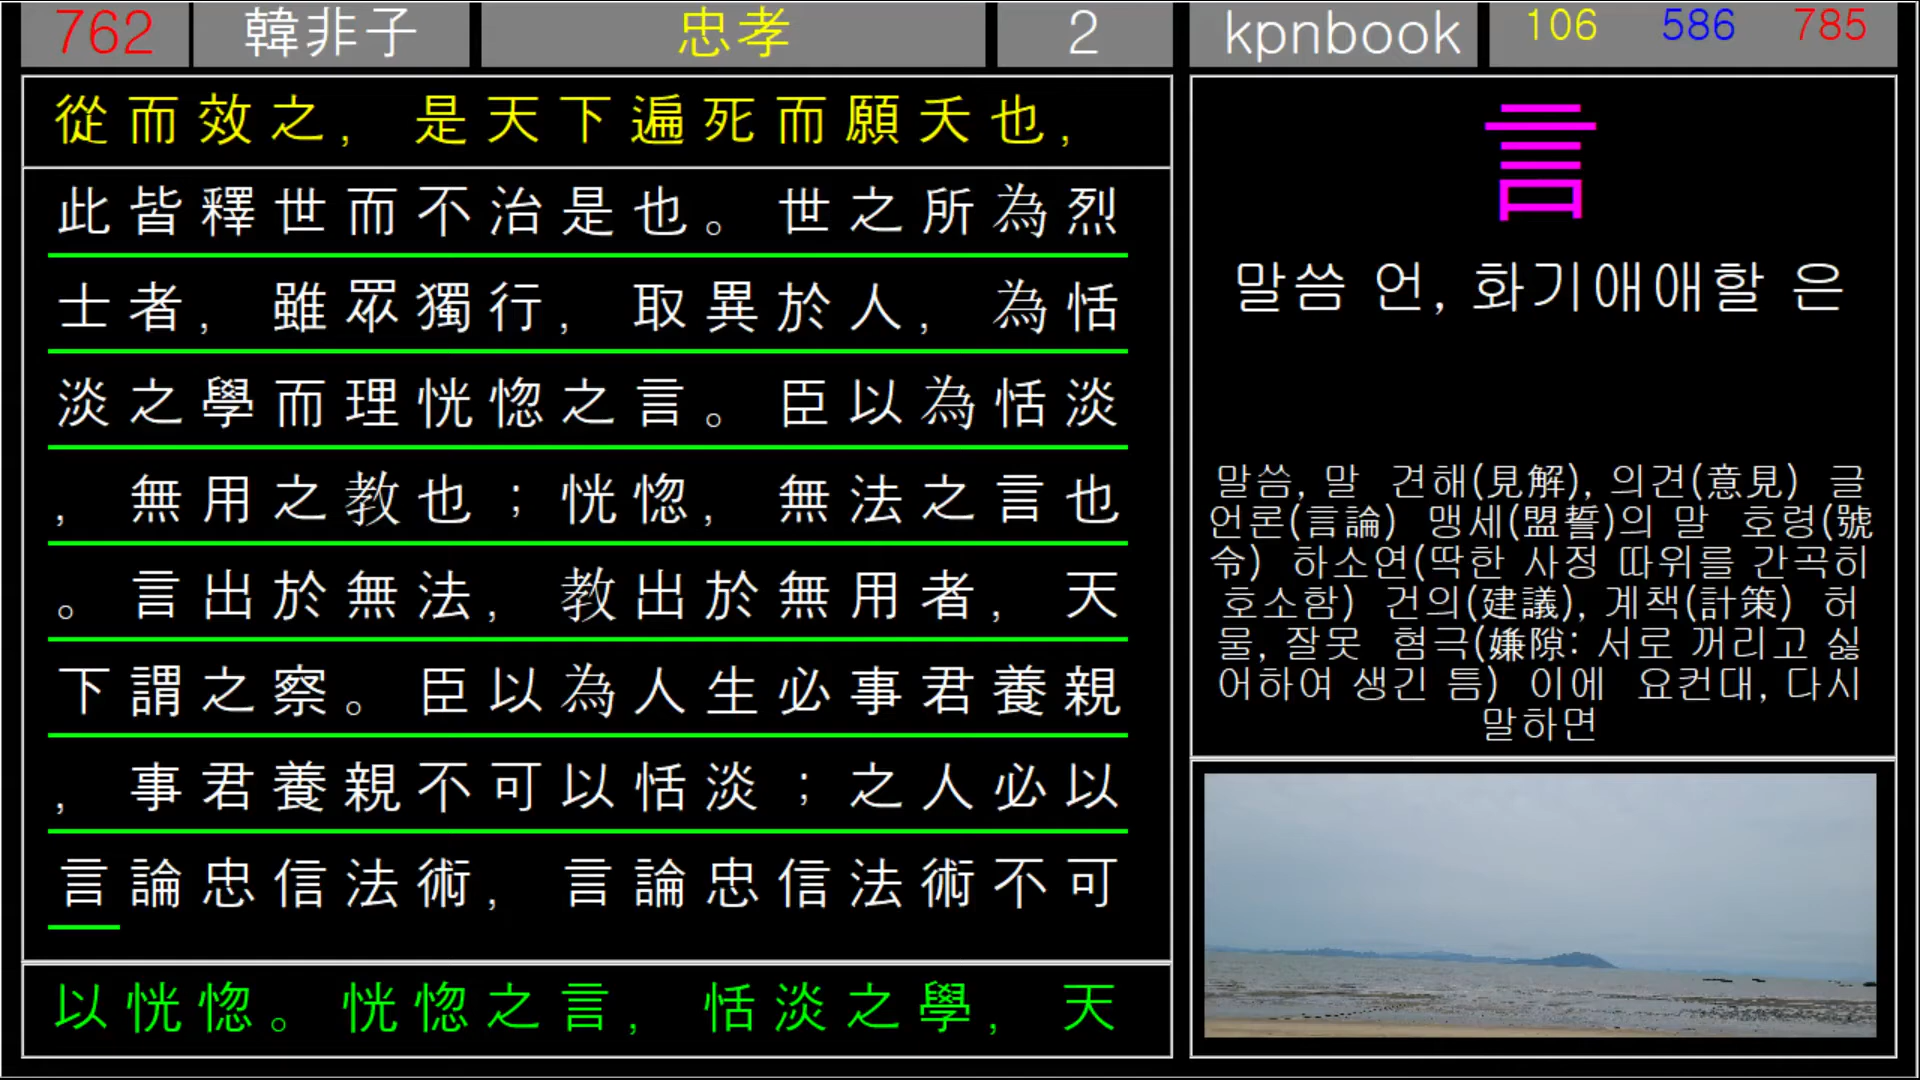 762 韓非子 忠孝 2 kpnbook 106 586 785
從而效之, 是天下遍死而願夭也,
此皆釋世而不治是也。世之所為烈
士者, 雖眾獨行, 取異於人, 為恬
淡之學而理恍惚之言。臣以為恬淡
, 無用之教也;恍惚, 無法之言也
。言出於無法, 教出於無用者, 天
下謂之察。臣以為人生必事君養親
, 事君養親不可以恬淡;之人必以
言論忠信法術, 言論忠信法術不可
以恍惚。恍惚之言, 恬淡之學, 天
言
말씀 언, 화기애애할 은
말씀, 말 견해(見解), 의견(意見) 글
언론(言論) 맹세(盟誓)의 말 호령(號
令) 하소연(딱한 사정 따위를 간곡히
호소함) 건의(建議), 계책(計策) 허
물, 잘못 혐극(嫌隙: 서로 꺼리고 싫
어하여 생긴 틈) 이에 요컨대, 다시
말하면